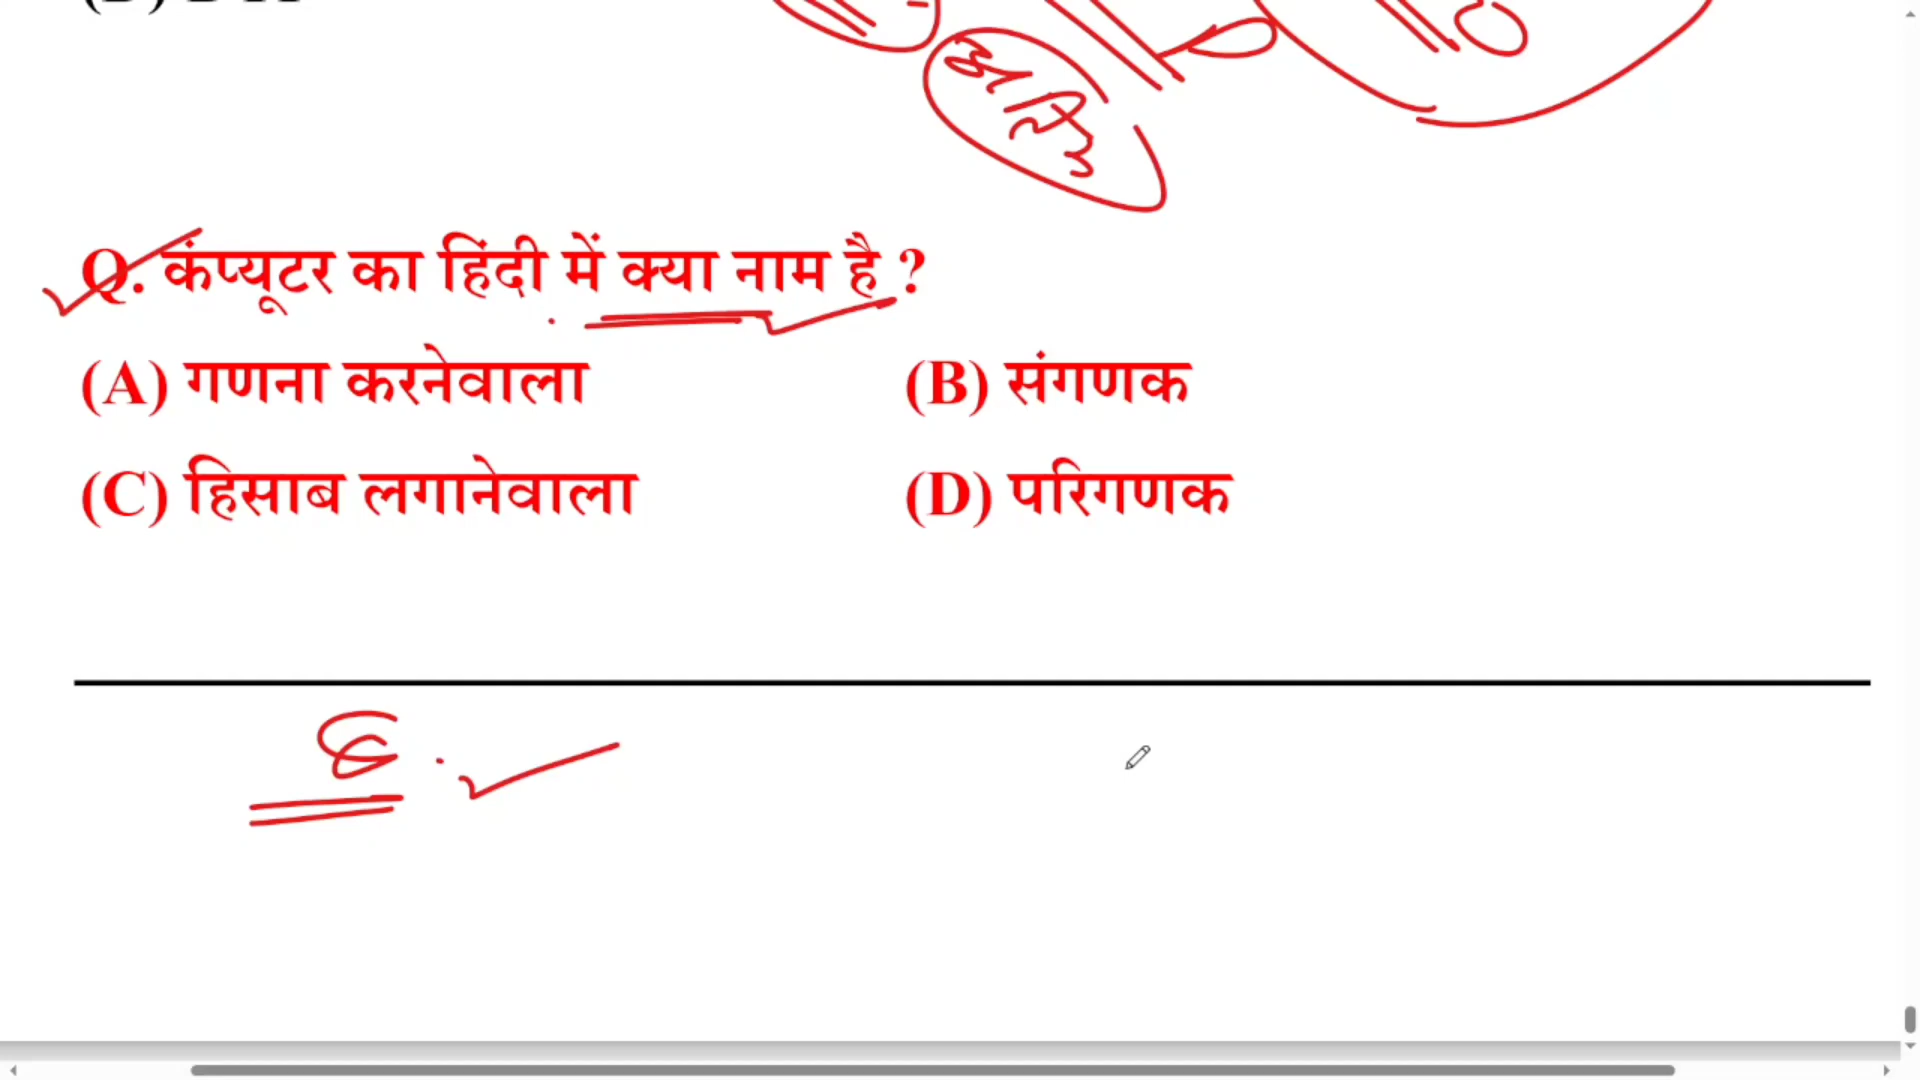 Q. कंप्यूटर का हिंदी में क्या नाम है ?
(A) गणना करनेवाला (B) संगणक
(C) हिसाब लगानेवाला (D) परिगणक